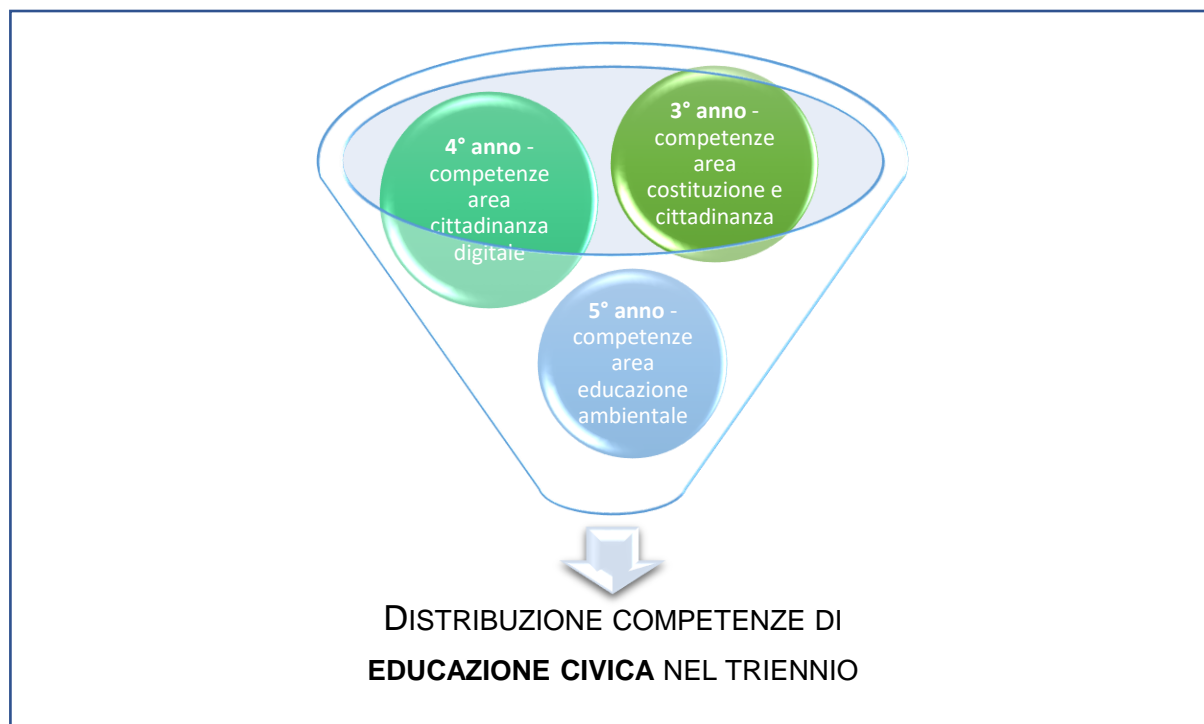 3° anno -
competenze
area
costituzione e
cittadinanza
4° anno -
competenze
area
cittadinanza
digitale
5° anno -
competenze
area
educazione
ambientale
DISTRIBUZIONE COMPETENZE DI
EDUCAZIONE CIVICA NEL TRIENNIO